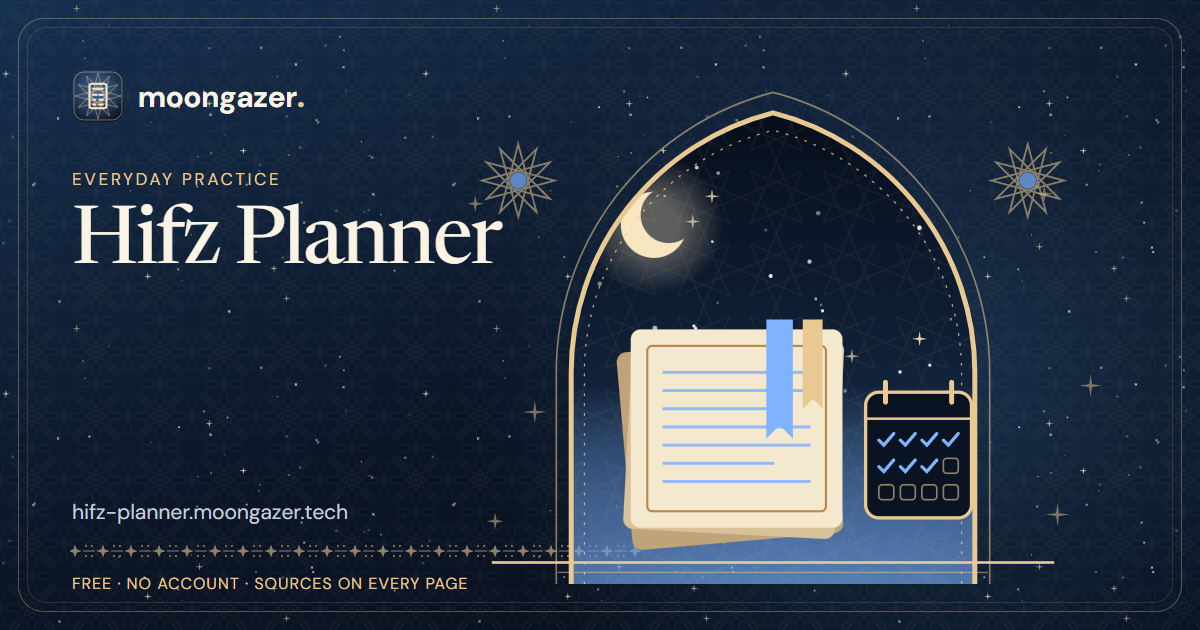 moongazer.
EVERYDAY PRACTICE
Hifz Planner
hifz-planner.moongazer.tech
FREE · NO ACCOUNT · SOURCES ON EVERY PAGE